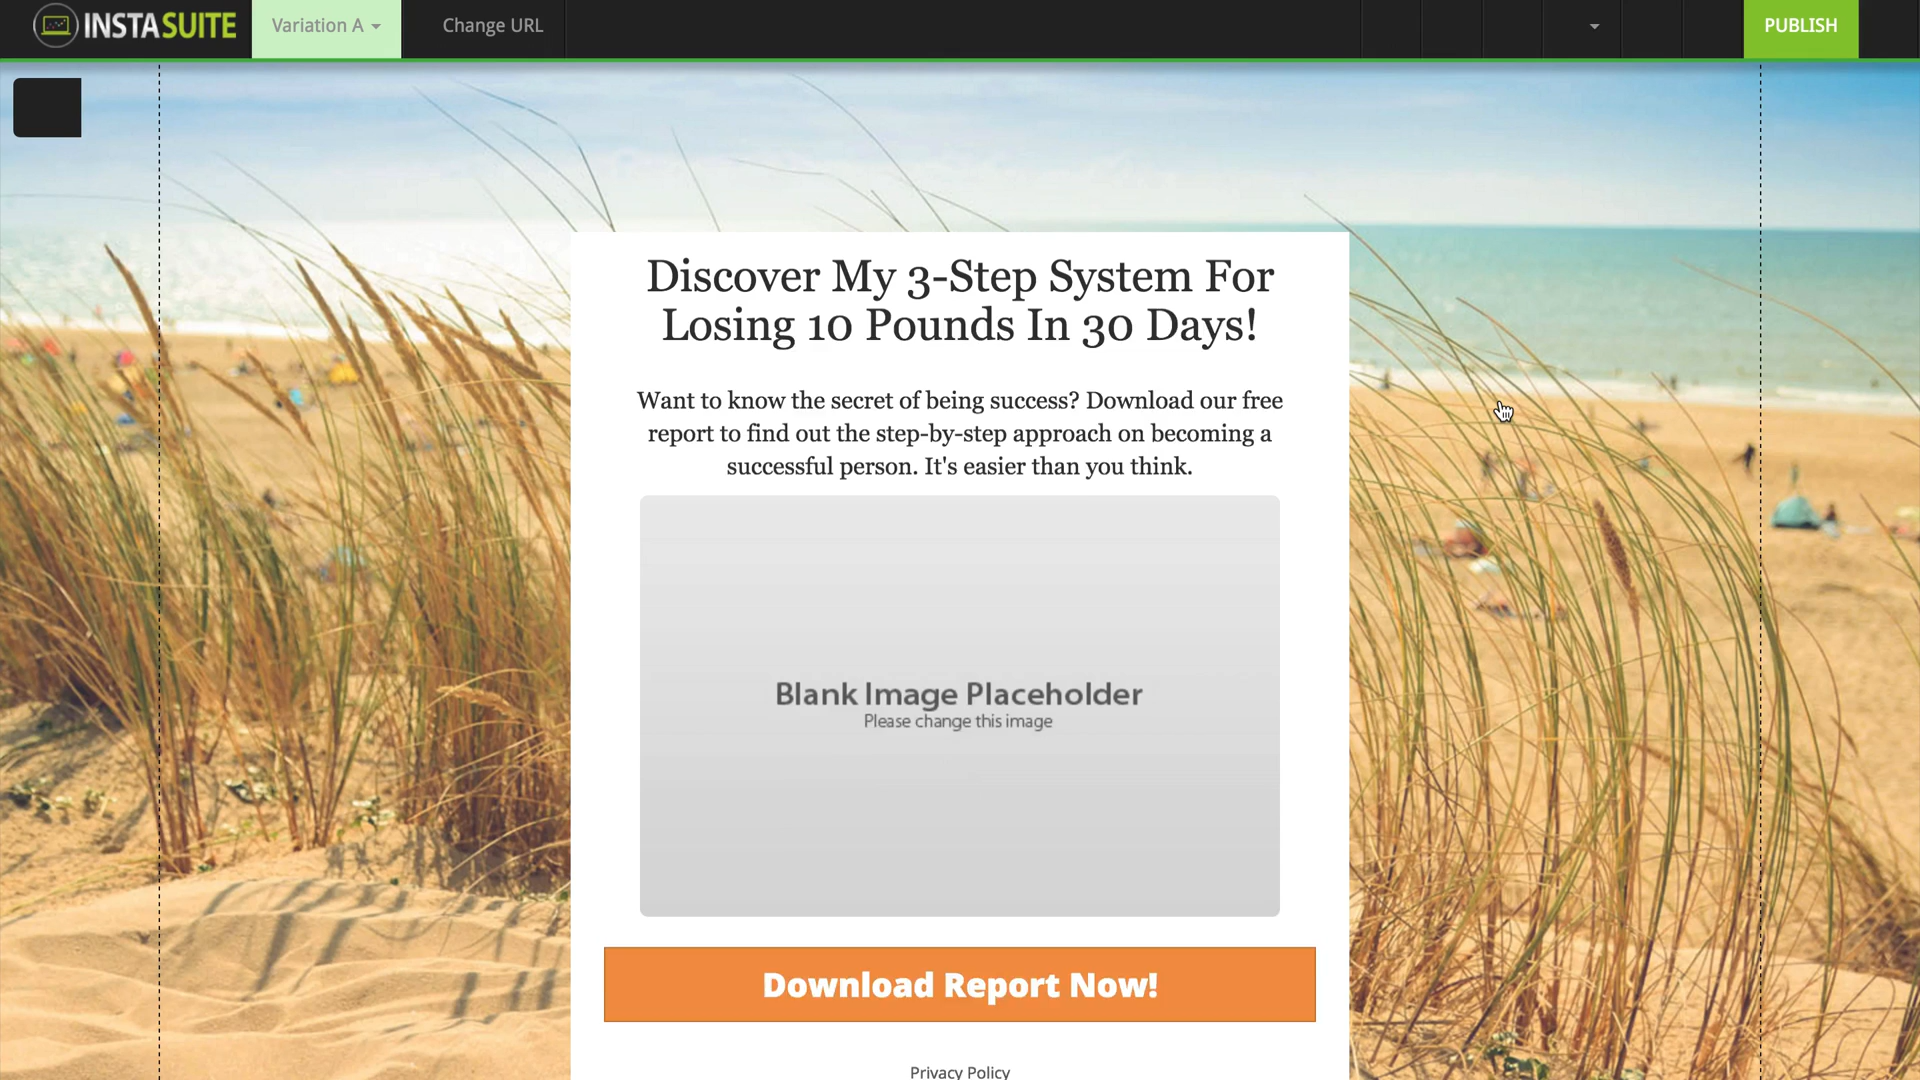 INSTASUITE
Variation A
Change URL
PUBLISH
Discover My 3-Step System For
Losing 10 Pounds In 30 Days!
Want to know the secret of being success? Download our free
report to find out the step-by-step approach on becoming a
successful person. It's easier than you think.
Blank Image Placeholder
Please change this image
Download Report Now!
Privacy Policy